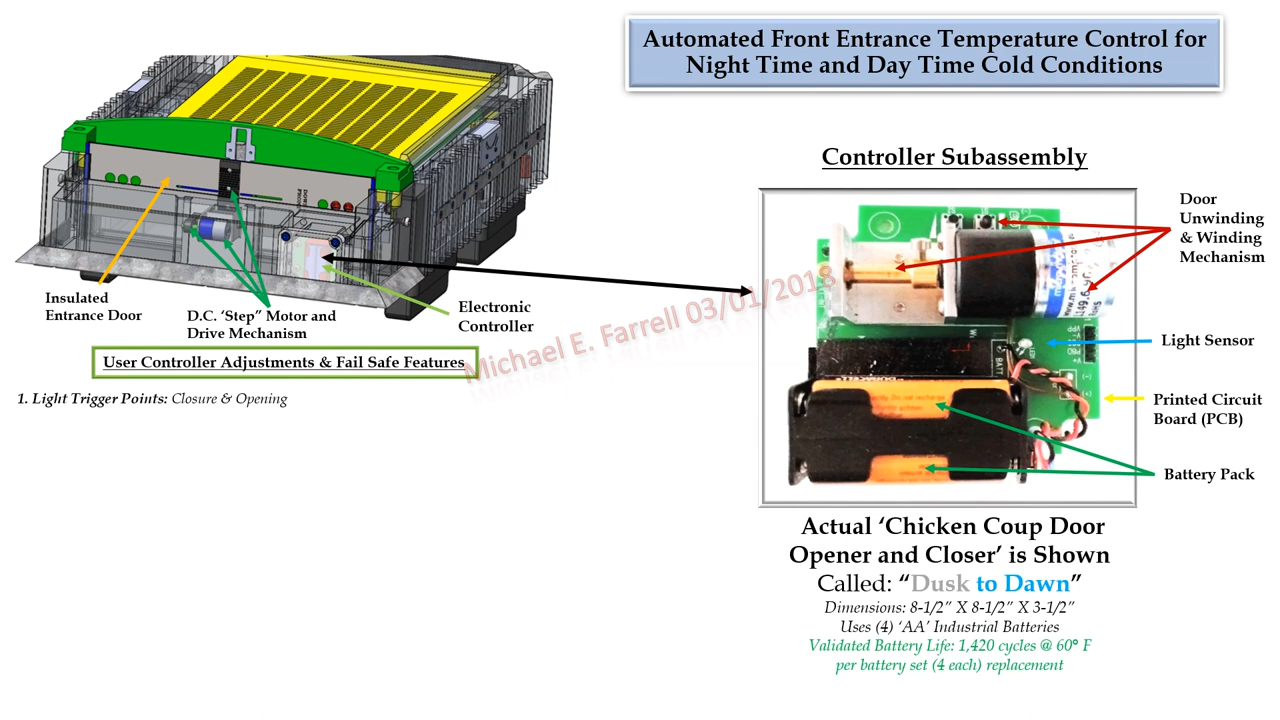 Automated Front Entrance Temperature Control for
Night Time and Day Time Cold Conditions
Controller Subassembly
Door
Unwinding
& Winding
Mechanism
Insulated
Entrance Door
D.C. ‘Step” Motor and
Drive Mechanism
Electronic
Controller
Michael E. Farrell 03/01/2018
Light Sensor
User Controller Adjustments & Fail Safe Features
1. Light Trigger Points: Closure & Opening
Printed Circuit
Board (PCB)
Battery Pack
DURACELL
BATT
LED
VPP
V+
Actual ‘Chicken Coup Door
Opener and Closer’ is Shown
Called: “Dusk to Dawn”
Dimensions: 8-1/2” X 8-1/2” X 3-1/2”
Uses (4) ‘AA’ Industrial Batteries
Validated Battery Life: 1,420 cycles @ 60° F
per battery set (4 each) replacement